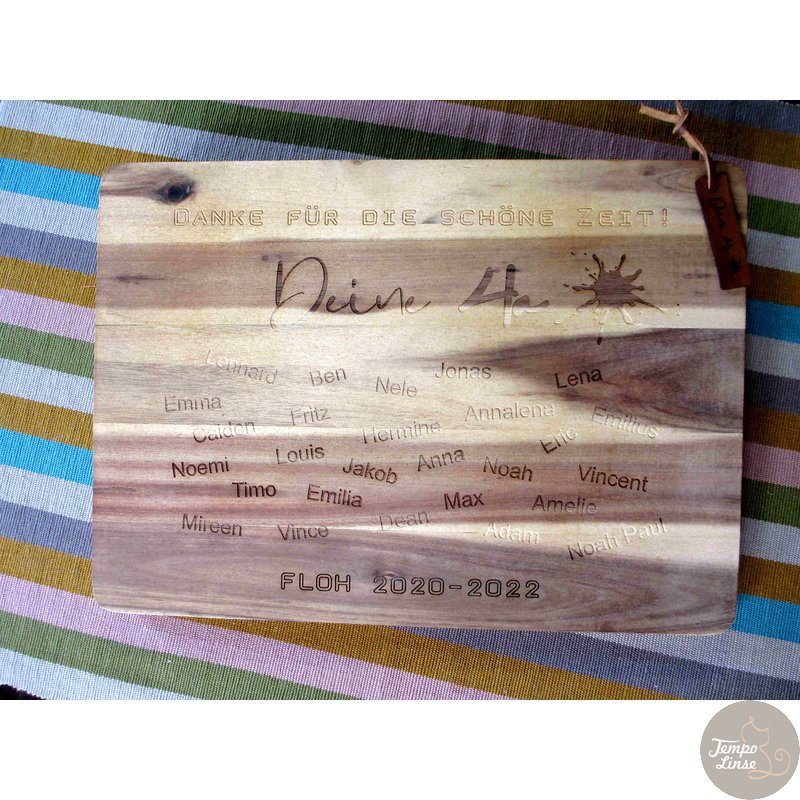 Danke für die schöne Zeit!
Deine 4a
Lennard Ben Nele Jonas Lena
Emma Fritz Annalena Emilius
Caiden Hermine Eric
Noemi Louis Jakob Anna Noah Vincent
Timo Emilia Max Amelie
Mireen Vince Dean Adam Noah Paul
FLOH 2020-2022
Tempo
Linse